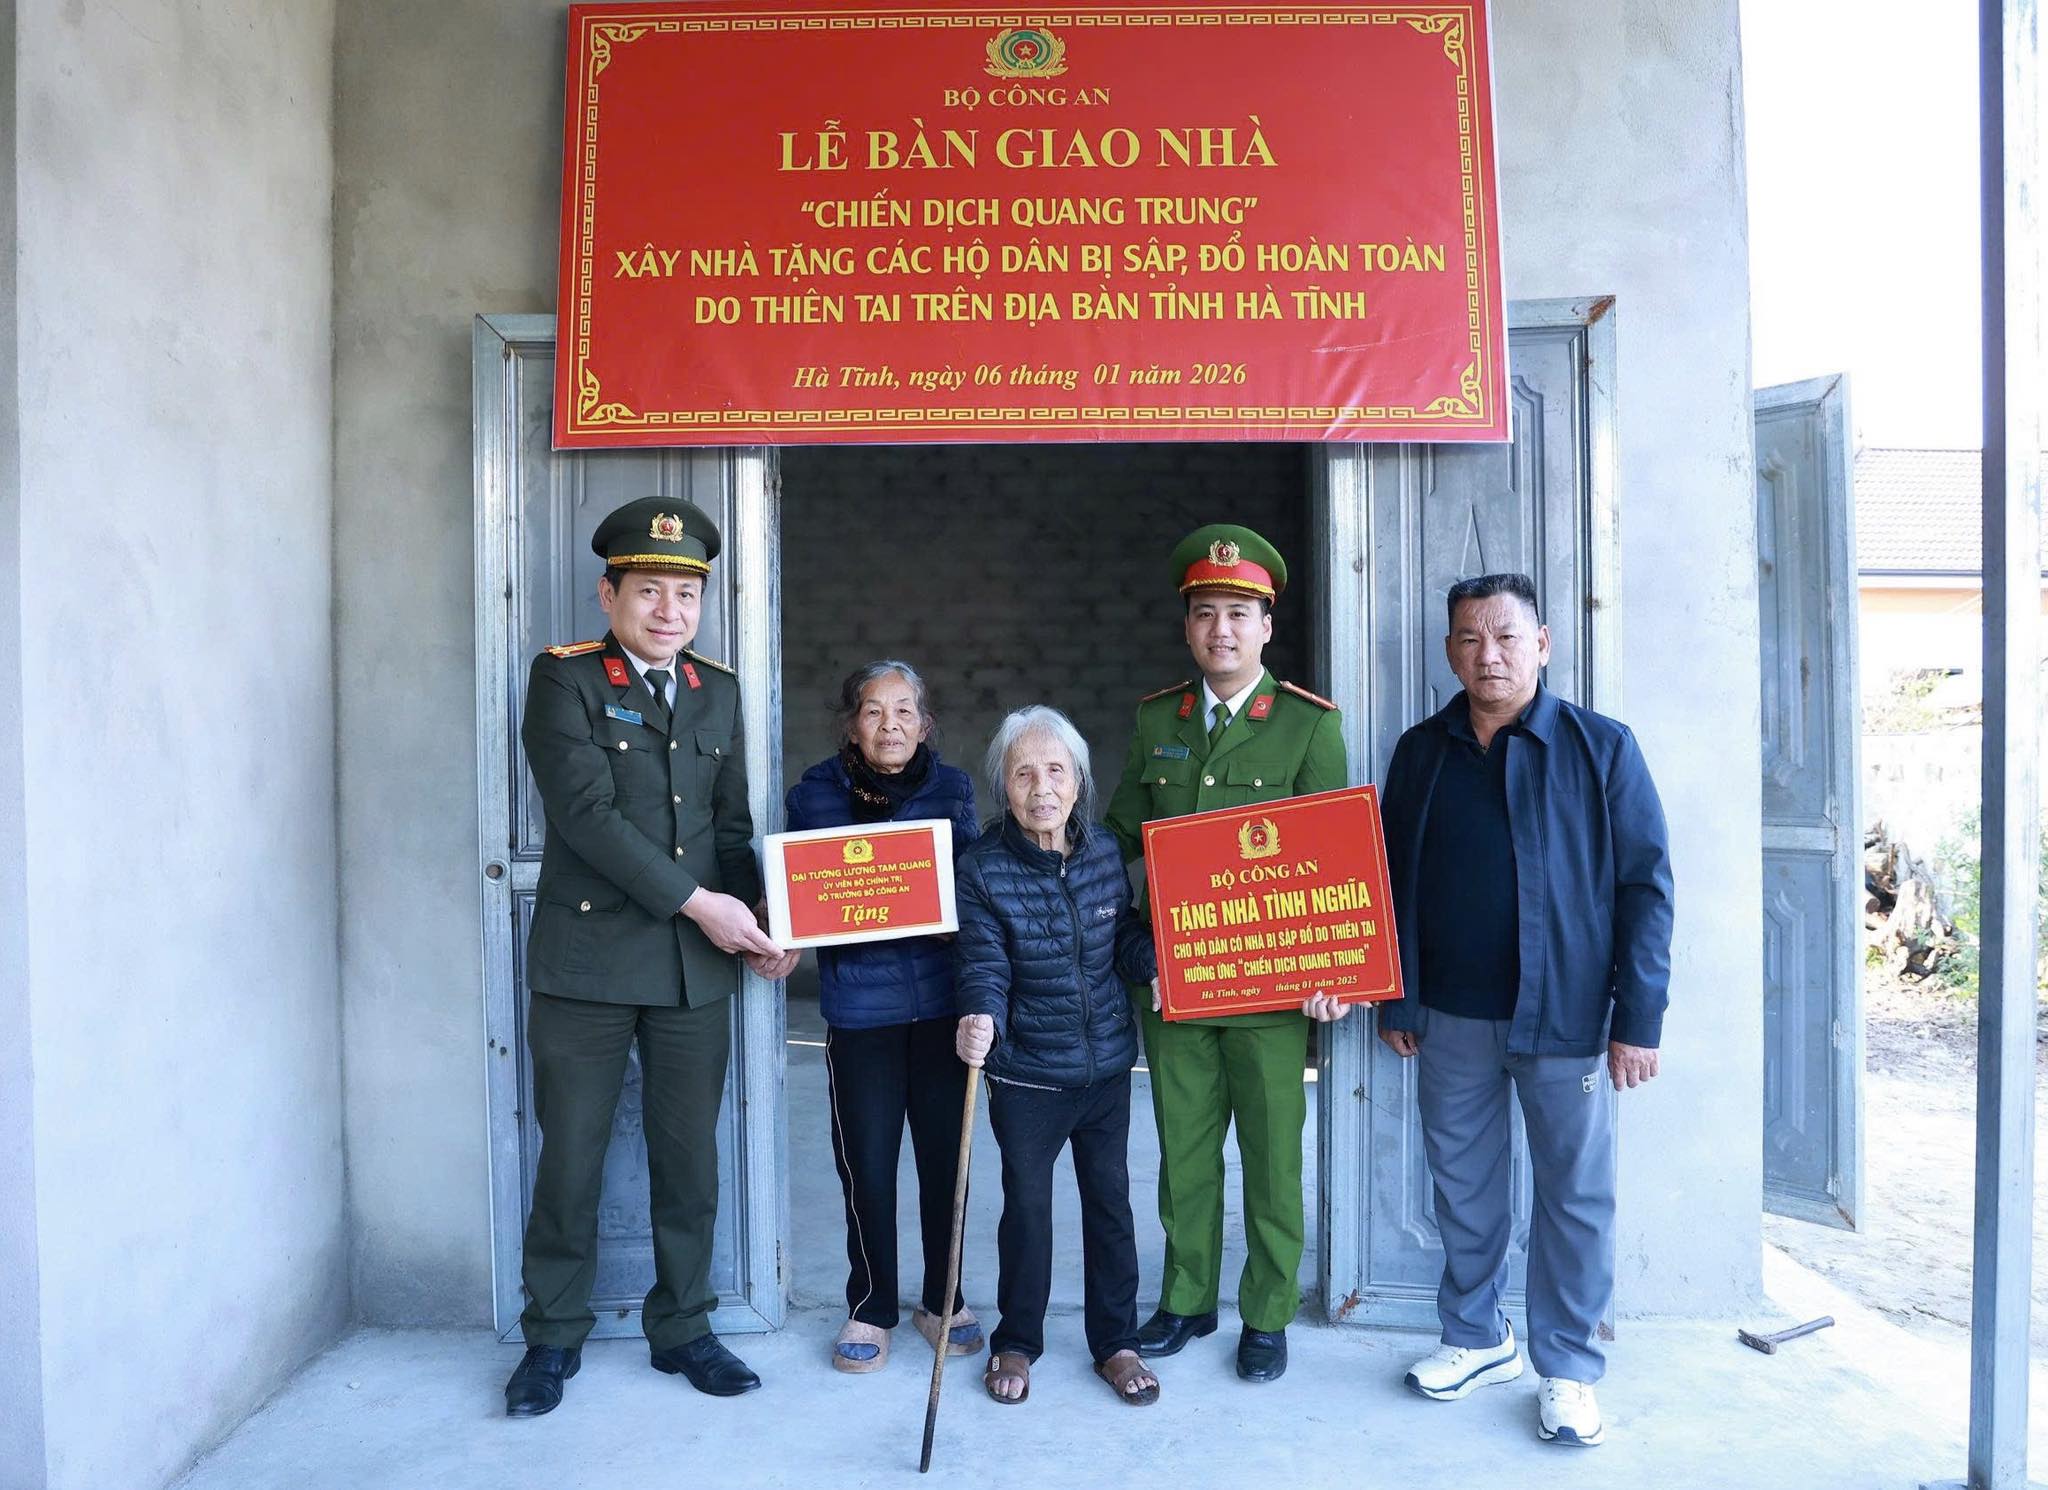 BỘ CÔNG AN
LỄ BÀN GIAO NHÀ
“CHIẾN DỊCH QUANG TRUNG”
XÂY NHÀ TẶNG CÁC HỘ DÂN BỊ SẬP, ĐỔ HOÀN TOÀN
DO THIÊN TAI TRÊN ĐỊA BÀN TỈNH HÀ TĨNH
Hà Tĩnh, ngày 06 tháng 01 năm 2026
ĐẠI TƯỚNG LƯƠNG TAM QUANG
ỦY VIÊN BỘ CHÍNH TRỊ
BỘ TRƯỞNG BỘ CÔNG AN
Tặng
BỘ CÔNG AN
TẶNG NHÀ TÌNH NGHĨA
CHO HỘ DÂN CÓ NHÀ BỊ SẬP ĐỔ DO THIÊN TAI
HƯỞNG ỨNG “CHIẾN DỊCH QUANG TRUNG”
Hà Tĩnh, ngày tháng 01 năm 2025